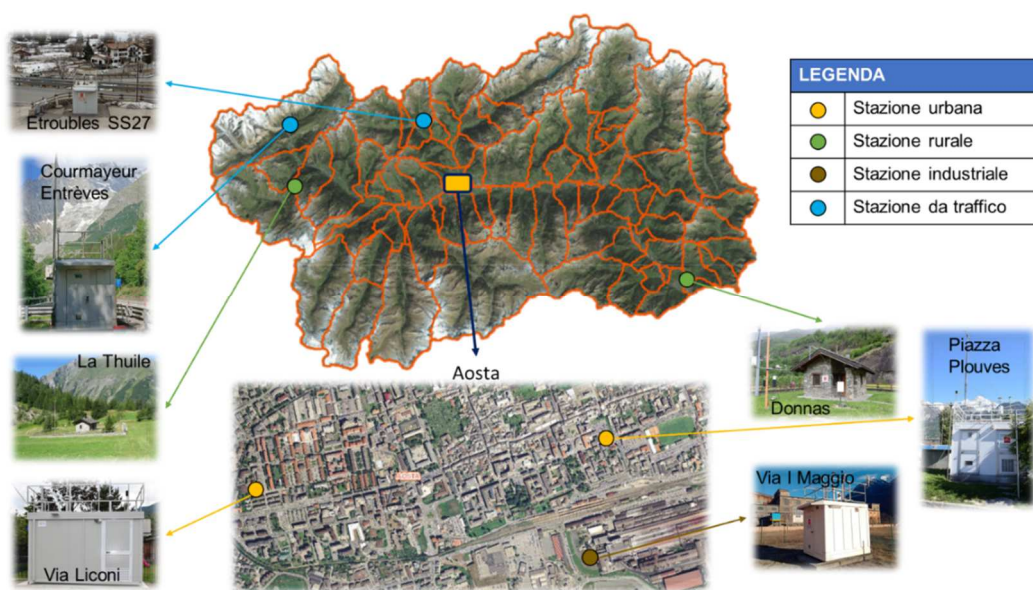 Etroubles SS27
Courmayeur
Entrèves
La Thuile
Via Liconi
Aosta
AOSTA
LEGENDA
Stazione urbana
Stazione rurale
Stazione industriale
Stazione da traffico
Donnas
Piazza
Plouves
Via I Maggio